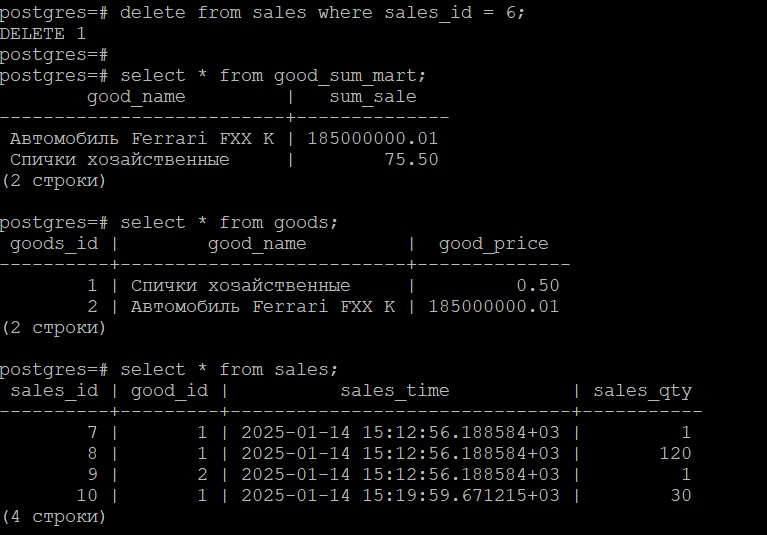 postgres=# delete from sales where sales_id = 6;
DELETE 1
postgres=#
postgres=# select * from good_sum_mart;
        good_name         |   sum_sale
--------------------------+--------------
 Автомобиль Ferrari FXX K | 185000000.01
 Спички хозайственные     |        75.50
(2 строки)

postgres=# select * from goods;
 goods_id |        good_name         |  good_price
----------+--------------------------+--------------
        1 | Спички хозайственные     |         0.50
        2 | Автомобиль Ferrari FXX K | 185000000.01
(2 строки)

postgres=# select * from sales;
 sales_id | good_id |          sales_time           | sales_qty
----------+---------+-------------------------------+-----------
        7 |       1 | 2025-01-14 15:12:56.188584+03 |         1
        8 |       1 | 2025-01-14 15:12:56.188584+03 |       120
        9 |       2 | 2025-01-14 15:12:56.188584+03 |         1
       10 |       1 | 2025-01-14 15:19:59.671215+03 |        30
(4 строки)